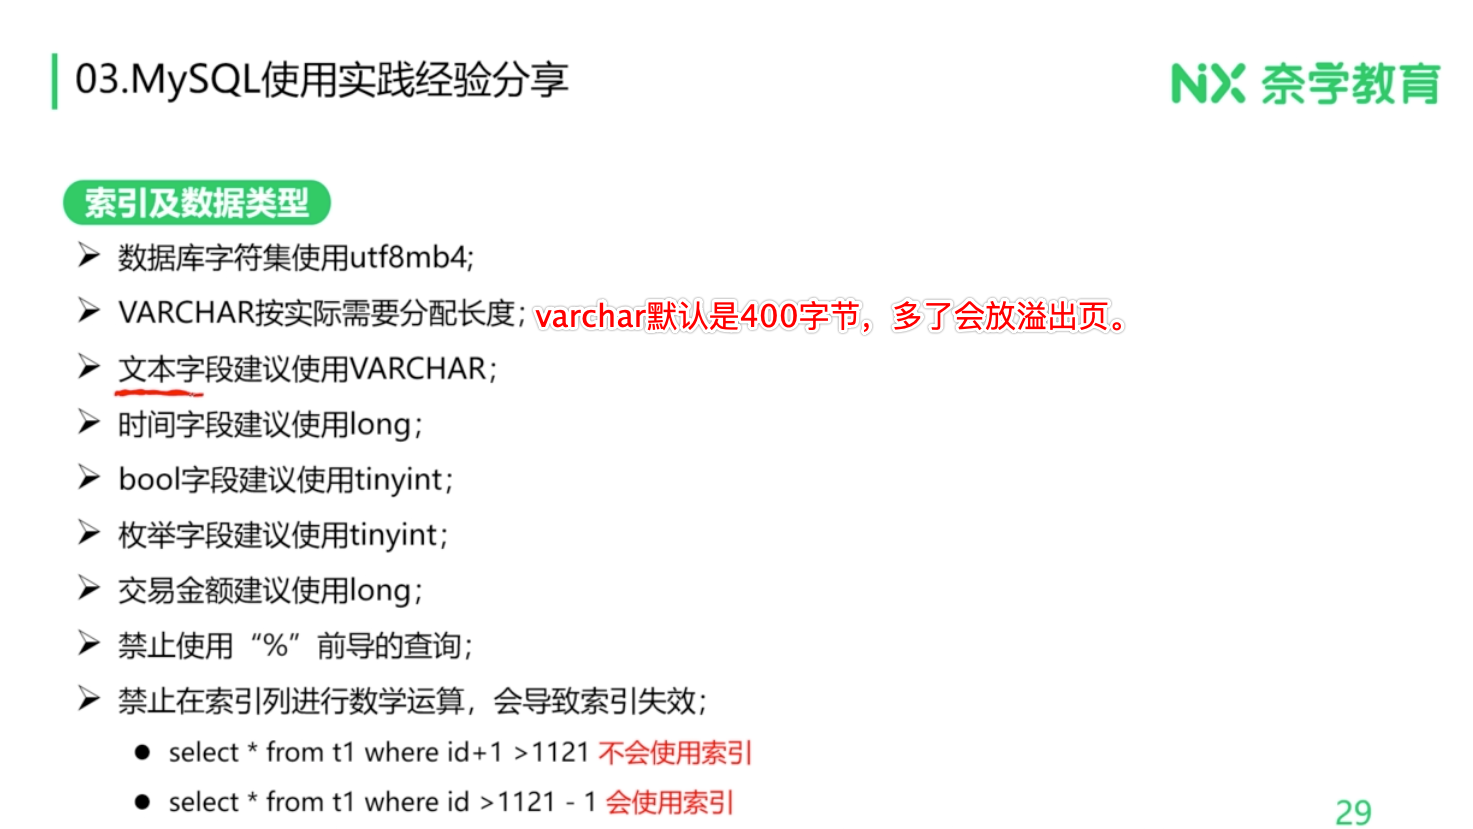 03.MySQL使用实践经验分享
NX 奈学教育
索引及数据类型
数据库字符集使用utf8mb4;
VARCHAR按实际需要分配长度; varchar默认是400字节，多了会放溢出页。
文本字段建议使用VARCHAR;
时间字段建议使用long;
bool字段建议使用tinyint;
枚举字段建议使用tinyint;
交易金额建议使用long;
禁止使用“%”前导的查询;
禁止在索引列进行数学运算，会导致索引失效;
select * from t1 where id+1 >1121 不会使用索引
select * from t1 where id >1121 - 1 会使用索引
29